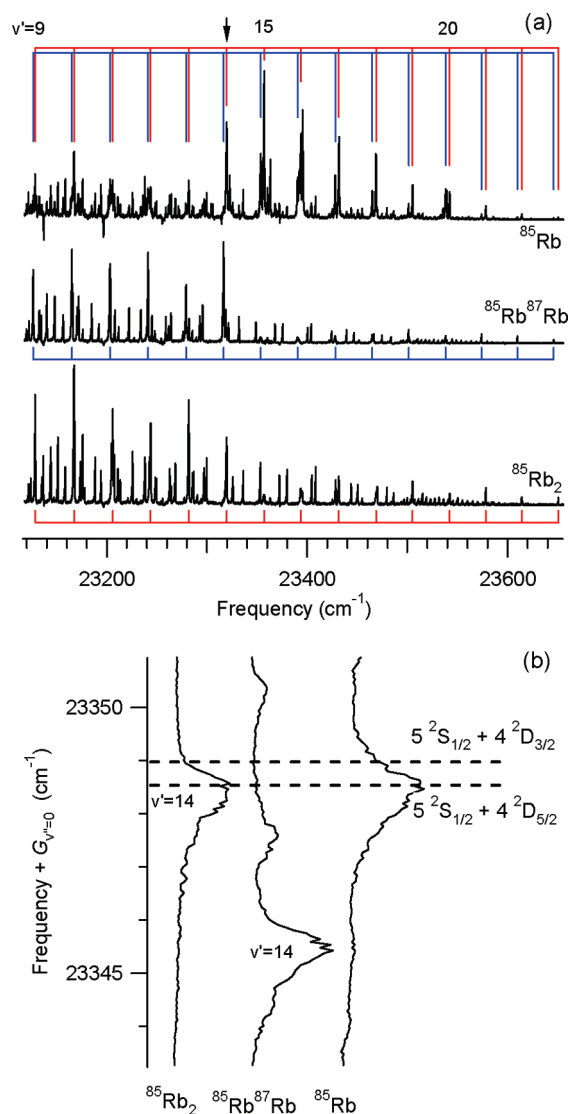 v'=9 15 20 (a)
⁸⁵Rb
⁸⁵Rb⁸⁷Rb
⁸⁵Rb₂
23200 23400 23600
Frequency (cm⁻¹)
(b)
23350
5 ²S₁/₂ + 4 ²D₃/₂
v'=14
5 ²S₁/₂ + 4 ²D₅/₂
Frequency + G_v"=0 (cm⁻¹)
v'=14
23345
⁸⁵Rb₂ ⁸⁵Rb⁸⁷Rb ⁸⁵Rb